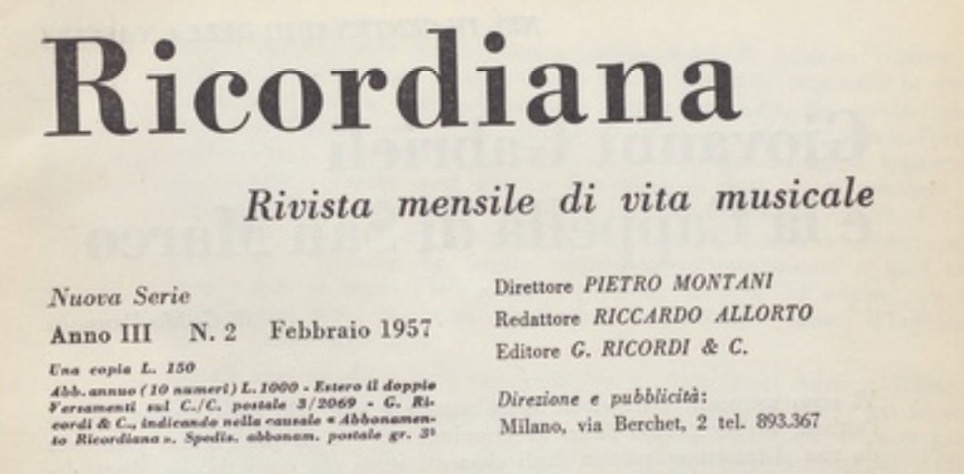 Ricordiana
Rivista mensile di vita musicale
Nuova Serie
Anno III N. 2 Febbraio 1957
Una copia L. 150
Abb. annuo (10 numeri) L. 1000 - Estero il doppio
Versamenti sul C./C. postale 3/2069 - G. Ri-
cordi & C., indicando nella causale « Abbonamen-
to Ricordiana ». Spediz. abbonam. postale gr. 3°
Direttore PIETRO MONTANI
Redattore RICCARDO ALLORTO
Editore G. RICORDI & C.
Direzione e pubblicità:
Milano, via Berchet, 2 tel. 893.367